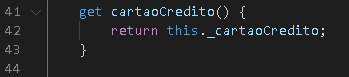 41 get cartaoCredito() {
42 return this._cartaoCredito;
43 }
44